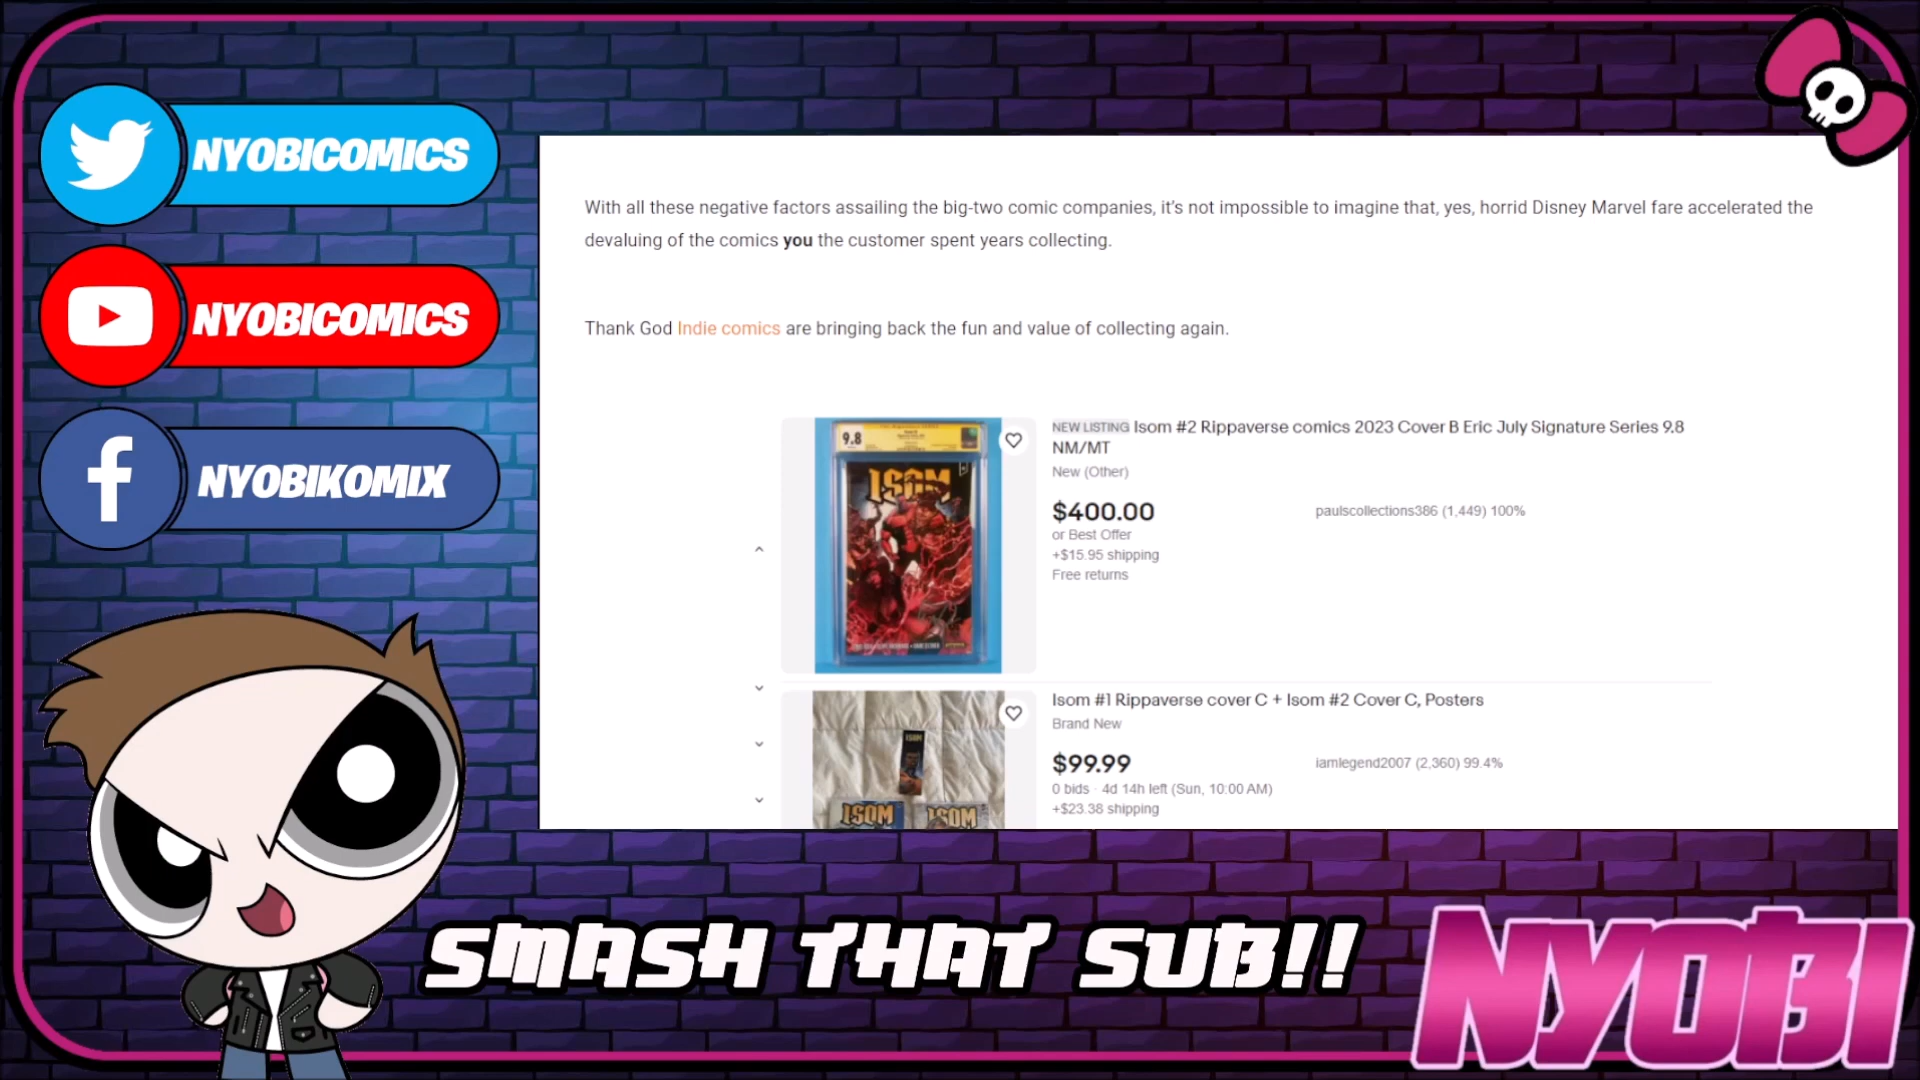 NYOBICOMICS
NYOBICOMICS
NYOBIKOMIX
With all these negative factors assailing the big-two comic companies, it's not impossible to imagine that, yes, horrid Disney Marvel fare accelerated the
devaluing of the comics you the customer spent years collecting.
Thank God Indie comics are bringing back the fun and value of collecting again.
9.8
ISOM
NEW LISTING Isom #2 Rippaverse comics 2023 Cover B Eric July Signature Series 9.8
NM/MT
New (Other)
$400.00
paulscollections386 (1,449) 100%
or Best Offer
+$15.95 shipping
Free returns
ISOM
ISOM
ISOM
Isom #1 Rippaverse cover C + Isom #2 Cover C, Posters
Brand New
$99.99
iamlegend2007 (2,360) 99.4%
0 bids · 4d 14h left (Sun, 10:00 AM)
+$23.38 shipping
SMASH THAT SUB!!
NYOBI